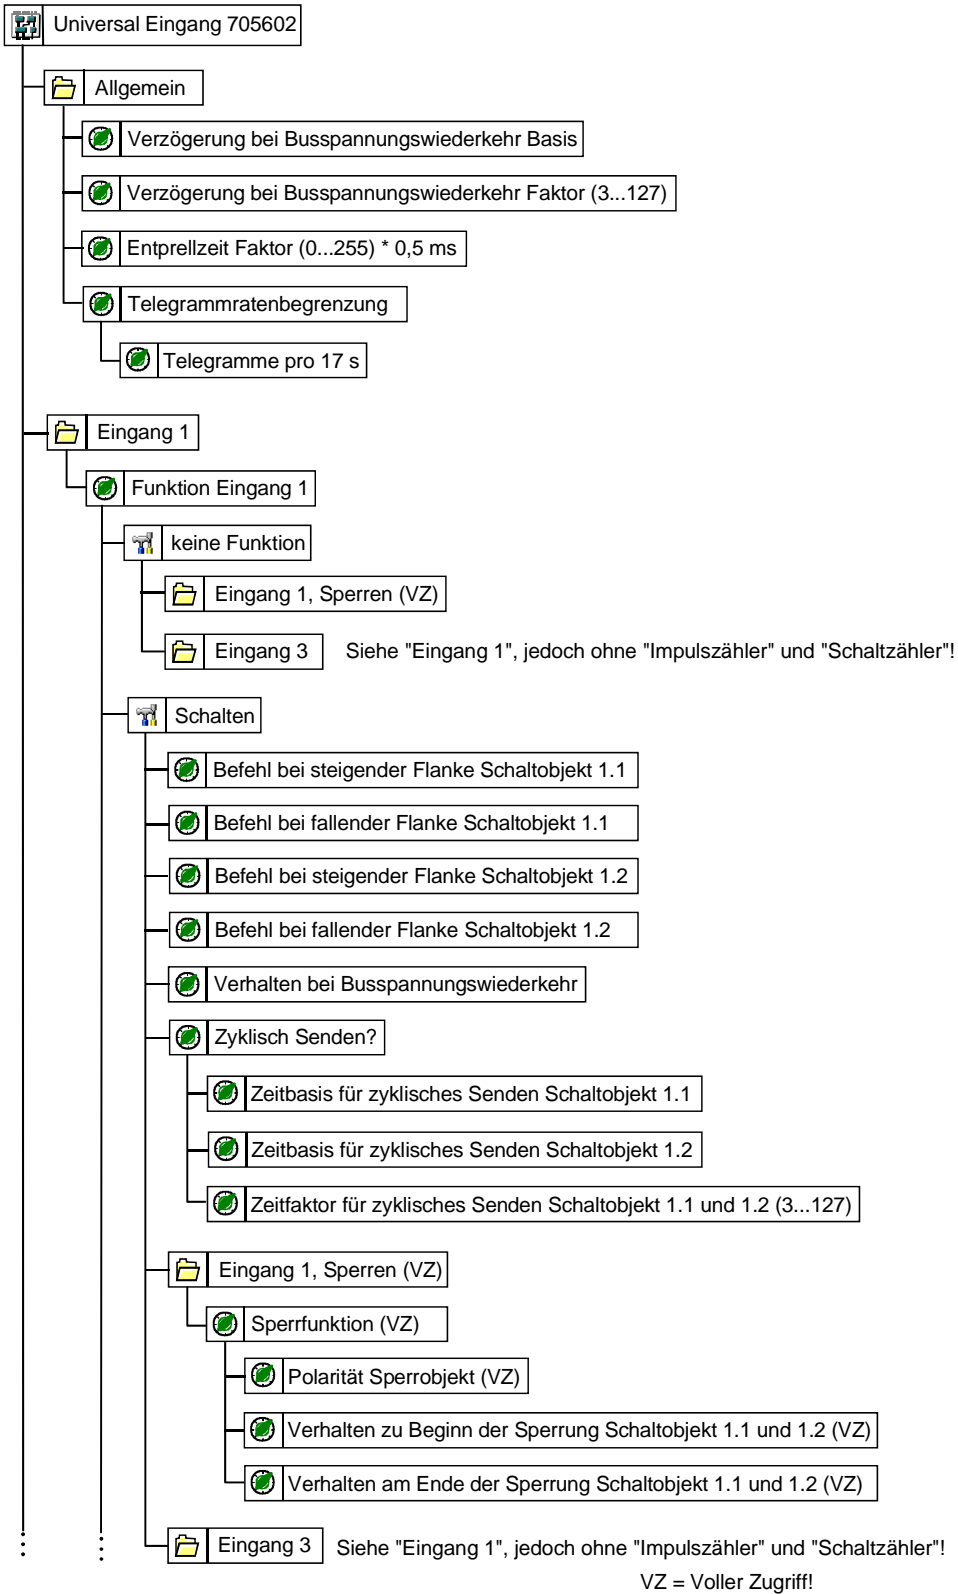 Universal Eingang 705602
Allgemein
Verzögerung bei Busspannungswiederkehr Basis
Verzögerung bei Busspannungswiederkehr Faktor (3...127)
Entprellzeit Faktor (0...255) * 0,5 ms
Telegrammratenbegrenzung
Telegramme pro 17 s
Eingang 1
Funktion Eingang 1
keine Funktion
Eingang 1, Sperren (VZ)
Eingang 3 Siehe "Eingang 1", jedoch ohne "Impulszähler" und "Schaltzähler"!
Schalten
Befehl bei steigender Flanke Schaltobjekt 1.1
Befehl bei fallender Flanke Schaltobjekt 1.1
Befehl bei steigender Flanke Schaltobjekt 1.2
Befehl bei fallender Flanke Schaltobjekt 1.2
Verhalten bei Busspannungswiederkehr
Zyklisch Senden?
Zeitbasis für zyklisches Senden Schaltobjekt 1.1
Zeitbasis für zyklisches Senden Schaltobjekt 1.2
Zeitfaktor für zyklisches Senden Schaltobjekt 1.1 und 1.2 (3...127)
Eingang 1, Sperren (VZ)
Sperrfunktion (VZ)
Polarität Sperrobjekt (VZ)
Verhalten zu Beginn der Sperrung Schaltobjekt 1.1 und 1.2 (VZ)
Verhalten am Ende der Sperrung Schaltobjekt 1.1 und 1.2 (VZ)
Eingang 3 Siehe "Eingang 1", jedoch ohne "Impulszähler" und "Schaltzähler"!
VZ = Voller Zugriff!